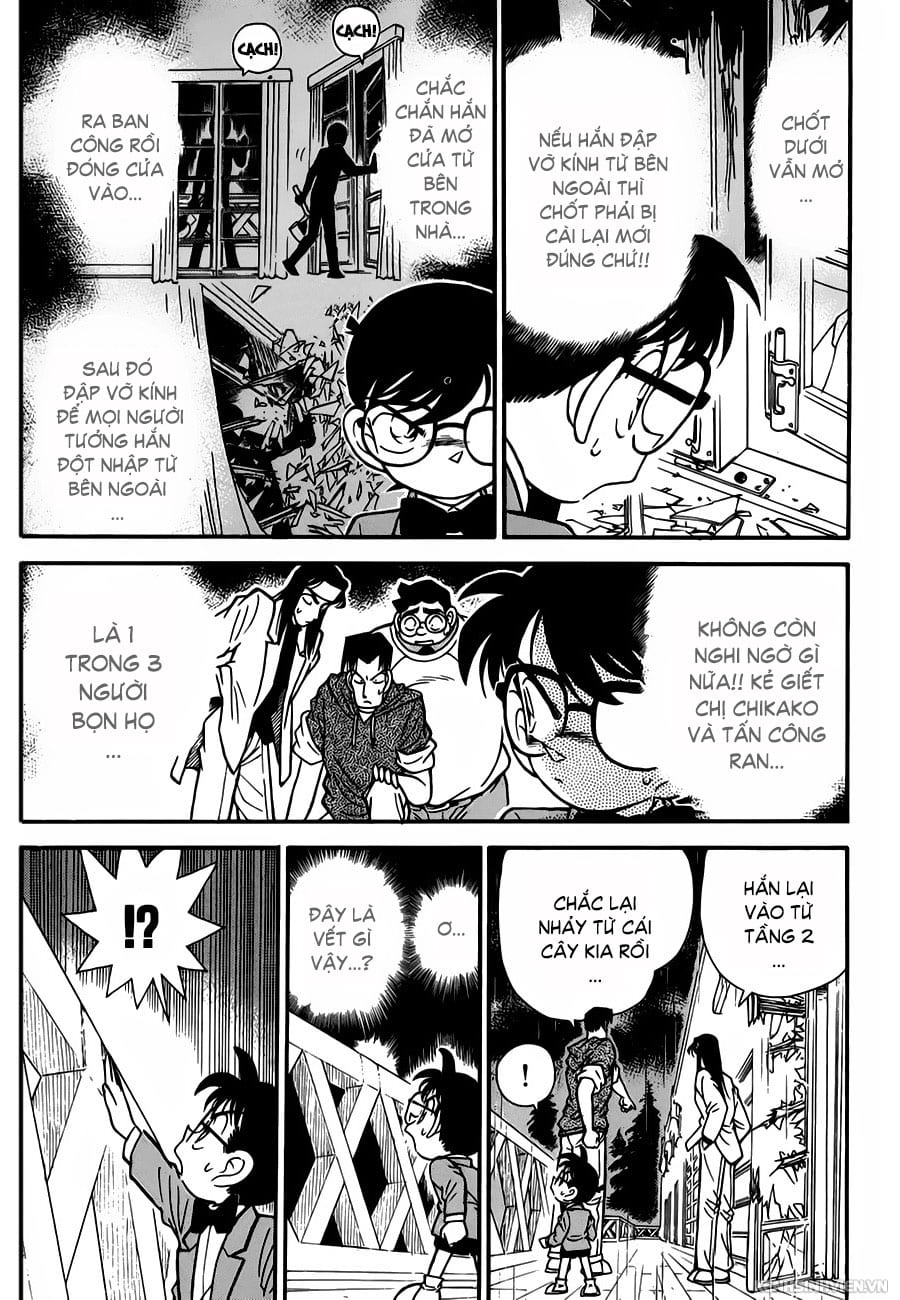 CHỐT
DƯỚI
VẪN MỞ
...
NẾU HẮN ĐẬP
VỠ KÍNH TỪ BÊN
NGOÀI THÌ
CHỐT PHẢI BỊ
CÀI LẠI MỚI
ĐÚNG CHỨ!!
CHẮC
CHẮN HẮN
ĐÃ MỞ
CỬA TỪ
BÊN
TRONG
NHÀ...
CẠCH!
CẠCH!
RA BAN
CÔNG RỒI
ĐÓNG CỬA
VÀO...
SAU ĐÓ
ĐẬP VỠ KÍNH
ĐỂ MỌI NGƯỜI
TƯỞNG HẮN
ĐỘT NHẬP TỪ
BÊN NGOÀI
...
KHÔNG CÒN
NGHI NGỜ GÌ
NỮA!! KẺ GIẾT
CHỊ CHIKAKO
VÀ TẤN CÔNG
RAN...
LÀ 1
TRONG 3
NGƯỜI
BỌN HỌ
...
HẮN LẠI
VÀO TỪ
TẦNG 2
...
CHẮC LẠI
NHẢY TỪ CÁI
CÂY KIA RỒI
...
!
Ơ...
ĐÂY LÀ
VẾT GÌ
VẬY...?
!?